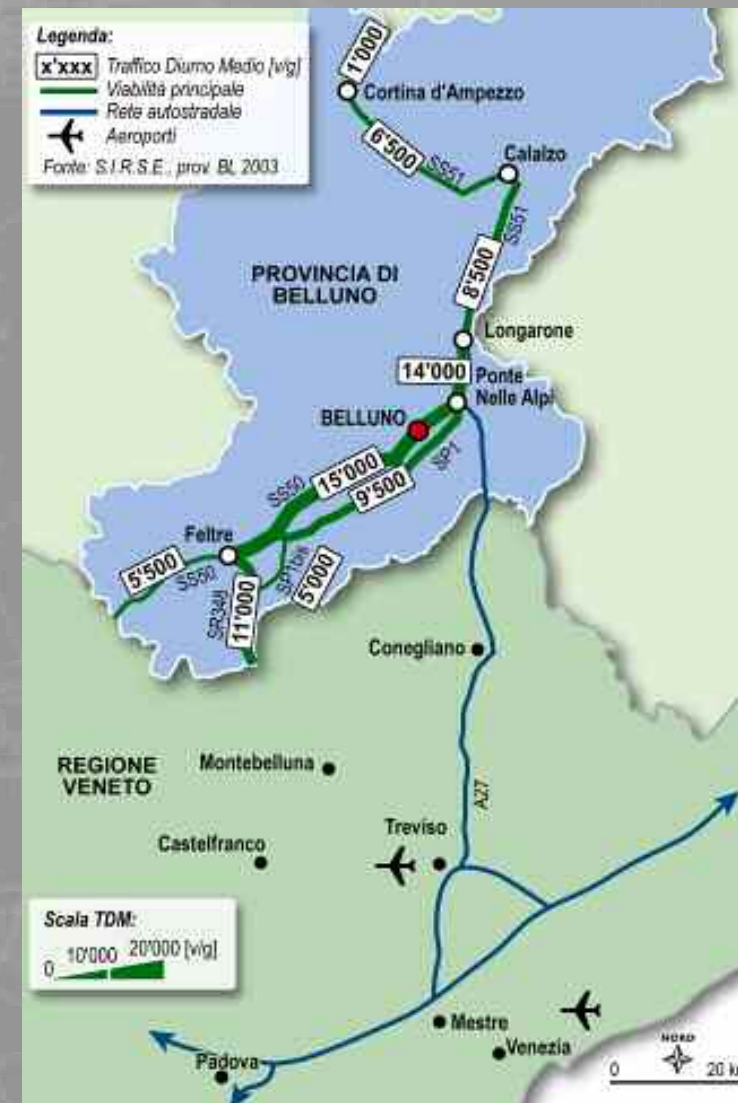 Legenda:
x'xxx Traffico Diurno Medio [v/g]
Viabilità principale
Rete autostradale
Aeroporti
Fonte: S.I.R.S.E., prov. BL, 2003
1'000
Cortina d'Ampezzo
6'500
SS51
Calalzo
SS51
8'500
PROVINCIA DI
BELLUNO
Longarone
14'000
Ponte
Nelle Alpi
BELLUNO
SP1
15'000
SS50
9'500
Feltre
5'500
SS50
SP1bis
5'000
SR348
11'000
Conegliano
REGIONE
VENETO
Montebelluna
A27
Treviso
Castelfranco
Scala TDM:
0 10'000 20'000 [v/g]
Mestre
Venezia
Padova
NORD
0 20 km